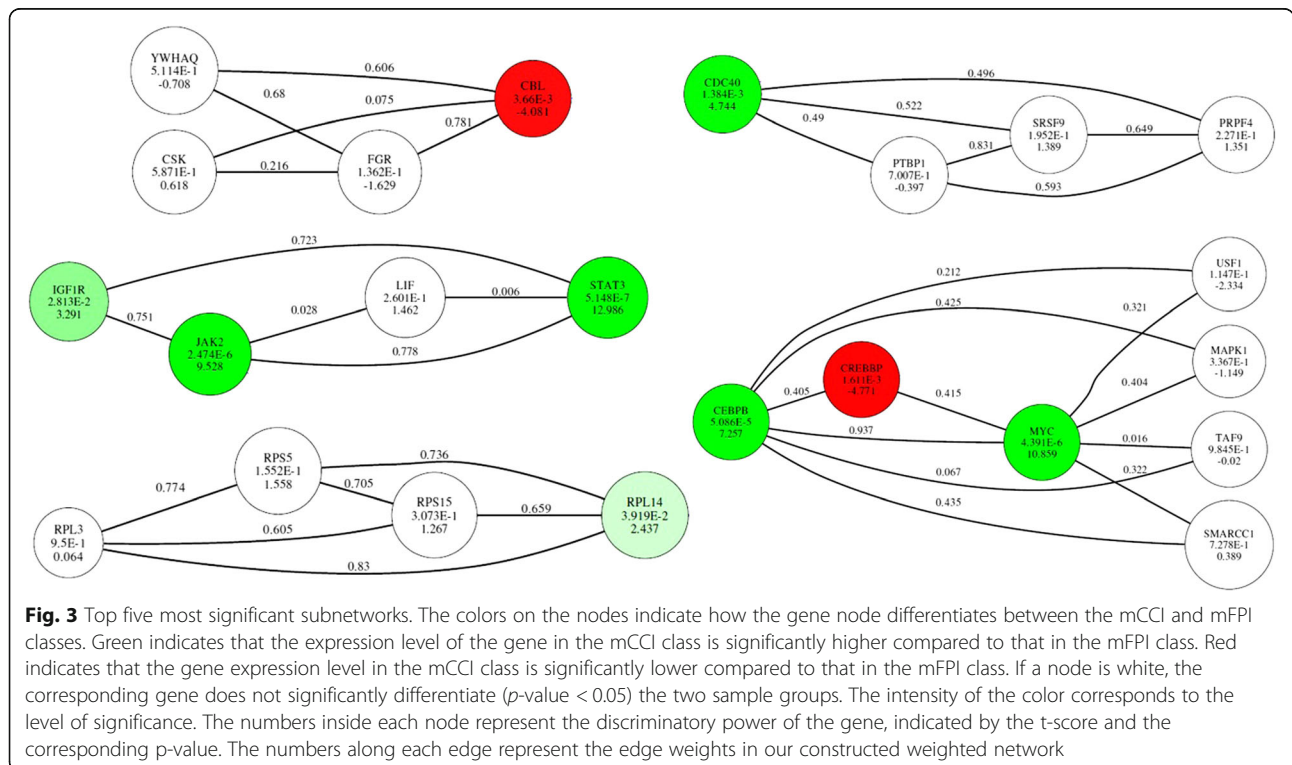 YWHAQ
5.114E-1
-0.708
0.606
CBL
3.66E-3
-4.081
0.68
0.075
0.781
CSK
5.871E-1
0.618
0.216
FGR
1.362E-1
-1.629
CDC40
1.384E-3
4.744
0.496
0.522
0.49
SRSF9
1.952E-1
1.389
0.649
PRPF4
2.271E-1
1.351
0.831
PTBP1
7.007E-1
-0.397
0.593
0.723
IGF1R
2.813E-2
3.291
LIF
2.601E-1
1.462
0.006
STAT3
5.148E-7
12.986
0.751
0.028
JAK2
2.474E-6
9.528
0.778
USF1
1.147E-1
-2.334
0.212
0.425
0.321
CREBBP
1.611E-3
-4.771
MAPK1
3.367E-1
-1.149
0.405
0.415
0.404
CEBPB
5.086E-5
7.257
0.937
MYC
4.391E-6
10.859
0.016
TAF9
9.845E-1
-0.02
0.067
0.322
0.435
SMARCC1
7.278E-1
0.389
RPS5
1.552E-1
1.558
0.736
0.774
0.705
RPS15
3.073E-1
1.267
0.659
RPL14
3.919E-2
2.437
RPL3
9.5E-1
0.064
0.605
0.83
Fig. 3 Top five most significant subnetworks. The colors on the nodes indicate how the gene node differentiates between the mCCI and mFPI
classes. Green indicates that the expression level of the gene in the mCCI class is significantly higher compared to that in the mFPI class. Red
indicates that the gene expression level in the mCCI class is significantly lower compared to that in the mFPI class. If a node is white, the
corresponding gene does not significantly differentiate (p-value < 0.05) the two sample groups. The intensity of the color corresponds to the
level of significance. The numbers inside each node represent the discriminatory power of the gene, indicated by the t-score and the
corresponding p-value. The numbers along each edge represent the edge weights in our constructed weighted network